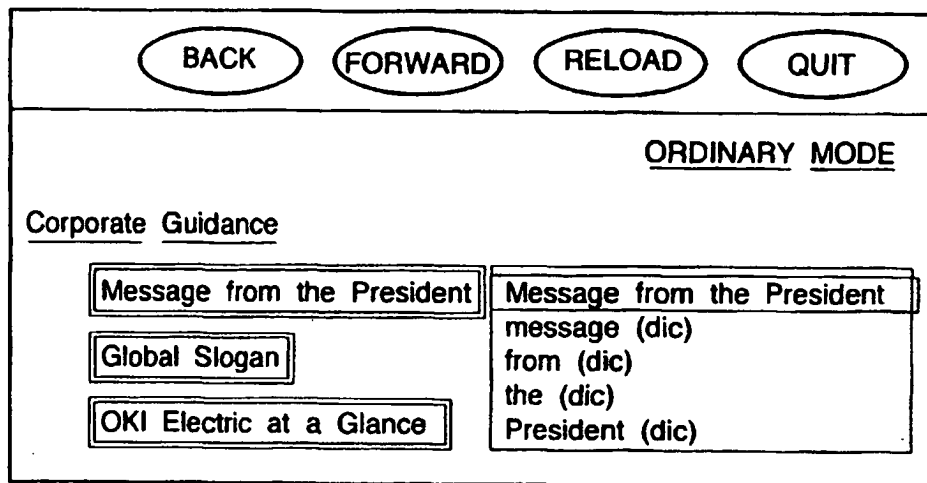 BACK FORWARD RELOAD QUIT
ORDINARY MODE
Corporate Guidance
Message from the President
Global Slogan
OKI Electric at a Glance
Message from the President
message (dic)
from (dic)
the (dic)
President (dic)